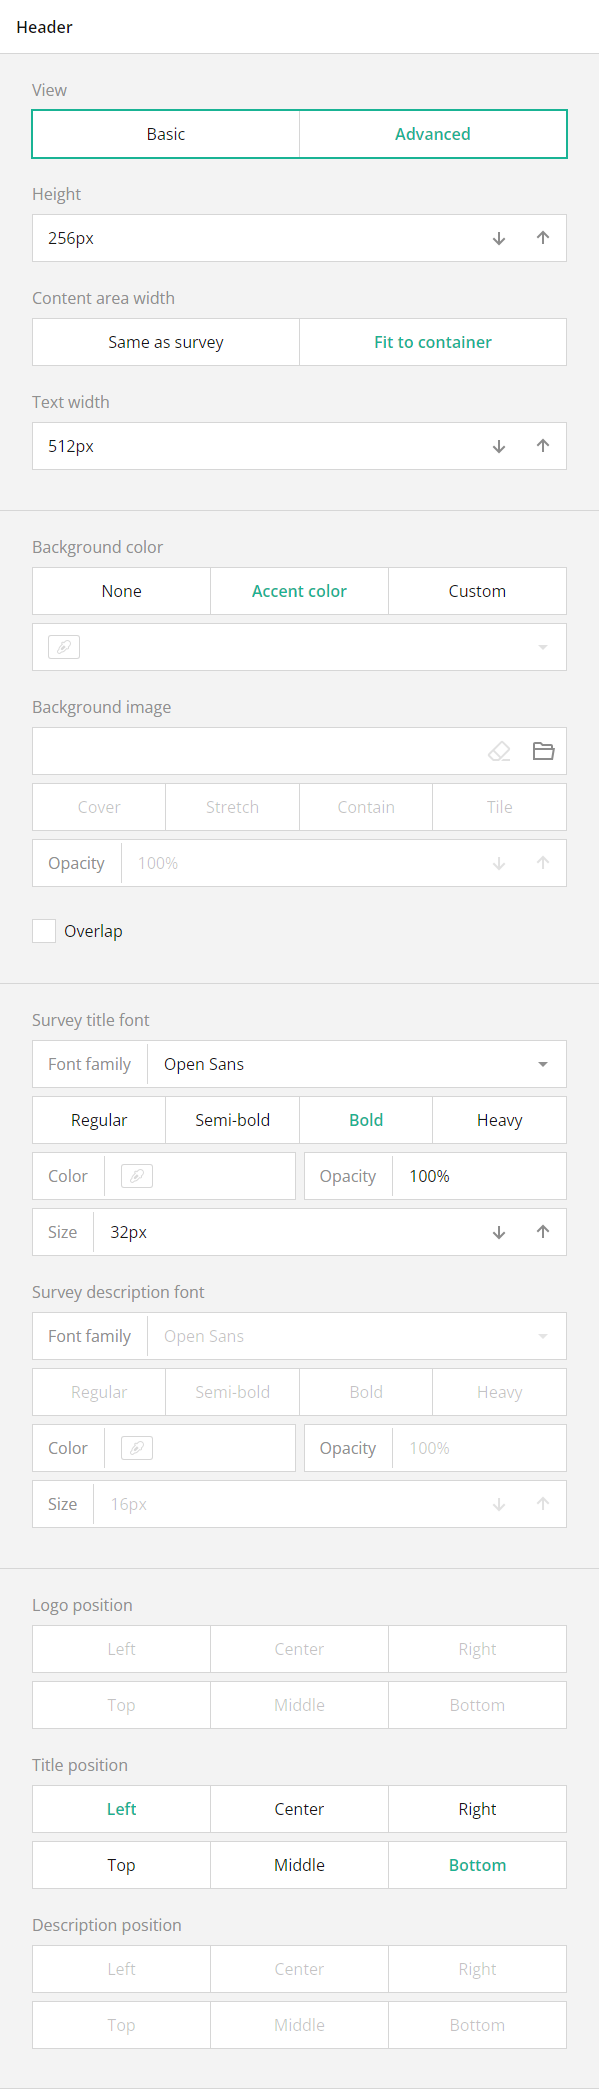 Header
View
Basic Advanced
Height
256px
Content area width
Same as survey Fit to container
Text width
512px
Background color
None Accent color Custom
Background image
Cover Stretch Contain Tile
Opacity 100%
Overlap
Survey title font
Font family Open Sans
Regular Semi-bold Bold Heavy
Color Opacity 100%
Size 32px
Survey description font
Font family Open Sans
Regular Semi-bold Bold Heavy
Color Opacity 100%
Size 16px
Logo position
Left Center Right
Top Middle Bottom
Title position
Left Center Right
Top Middle Bottom
Description position
Left Center Right
Top Middle Bottom